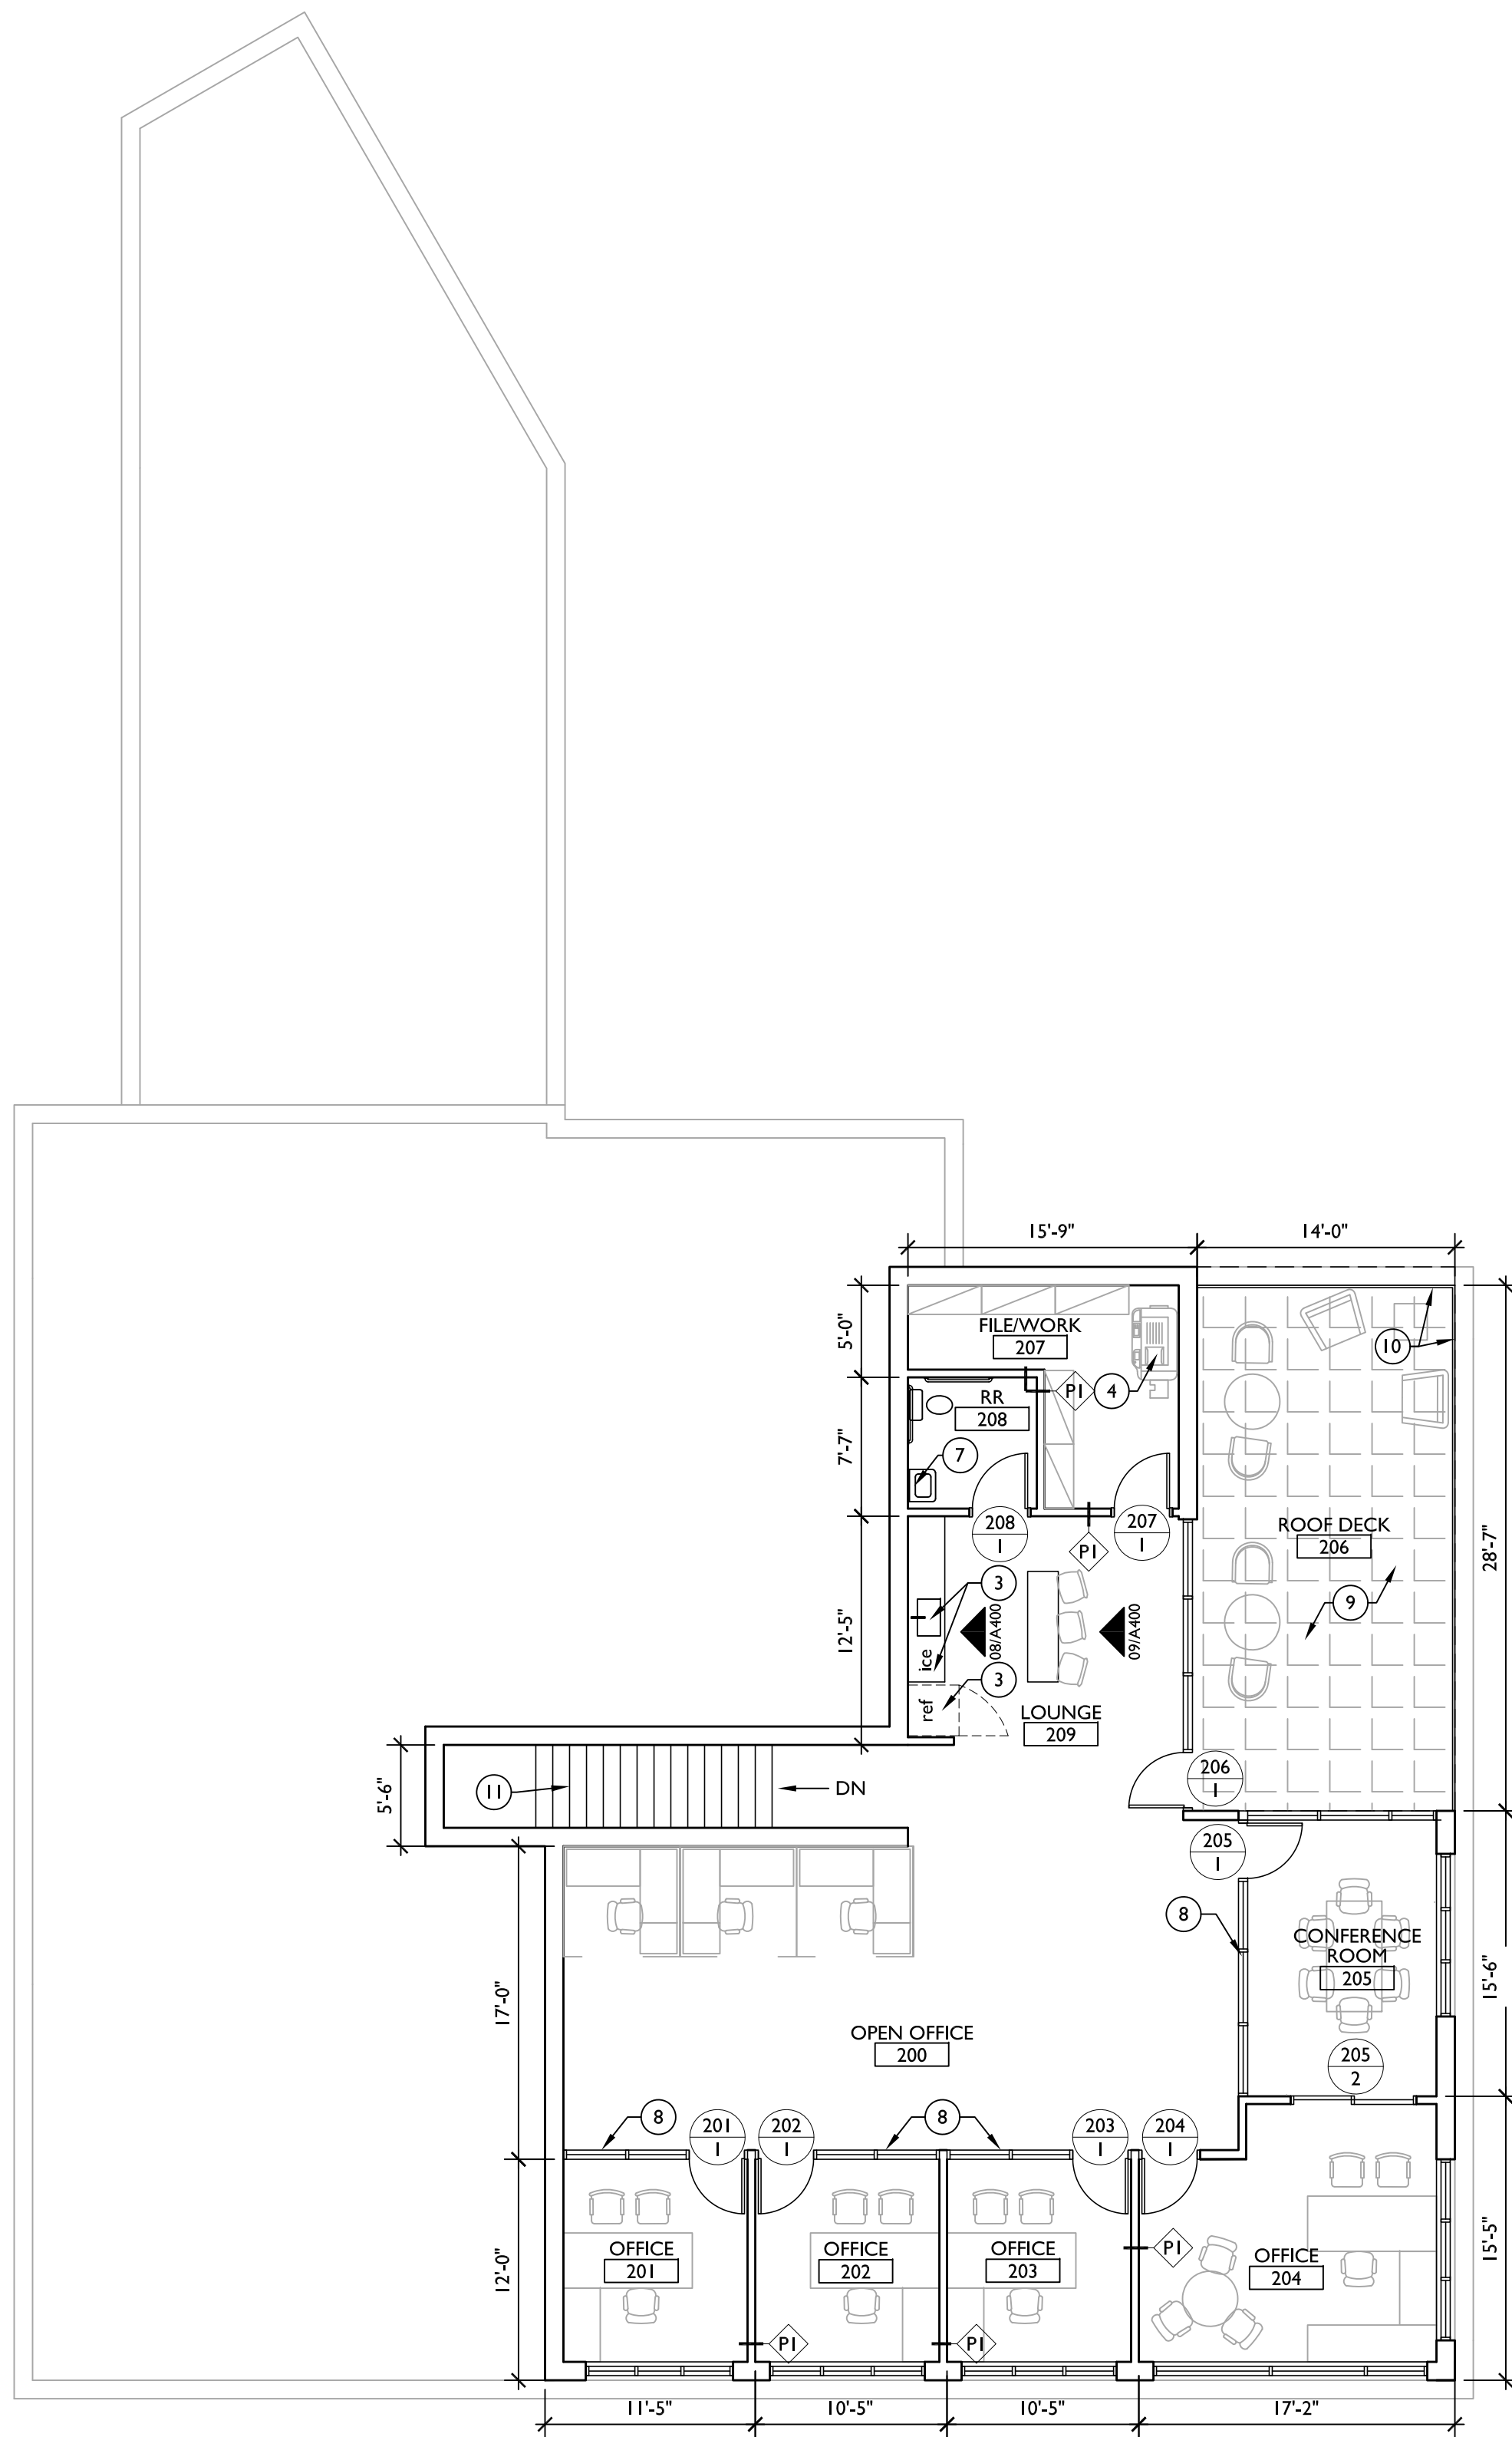 15'-9"
14'-0"
5'-0"
FILE/WORK
207
10
P1
4
RR
208
7'-7"
7
28'-7"
208
1
207
1
P1
ROOF DECK
206
3
9
12'-5"
08/A400
09/A400
ice
3
ref
LOUNGE
209
206
1
5'-6"
11
DN
205
1
8
CONFERENCE
ROOM
205
15'-6"
17'-0"
OPEN OFFICE
200
205
2
8
201
1
202
1
8
203
1
204
1
OFFICE
201
OFFICE
202
OFFICE
203
P1
OFFICE
204
15'-5"
12'-0"
P1
P1
11'-5"
10'-5"
10'-5"
17'-2"